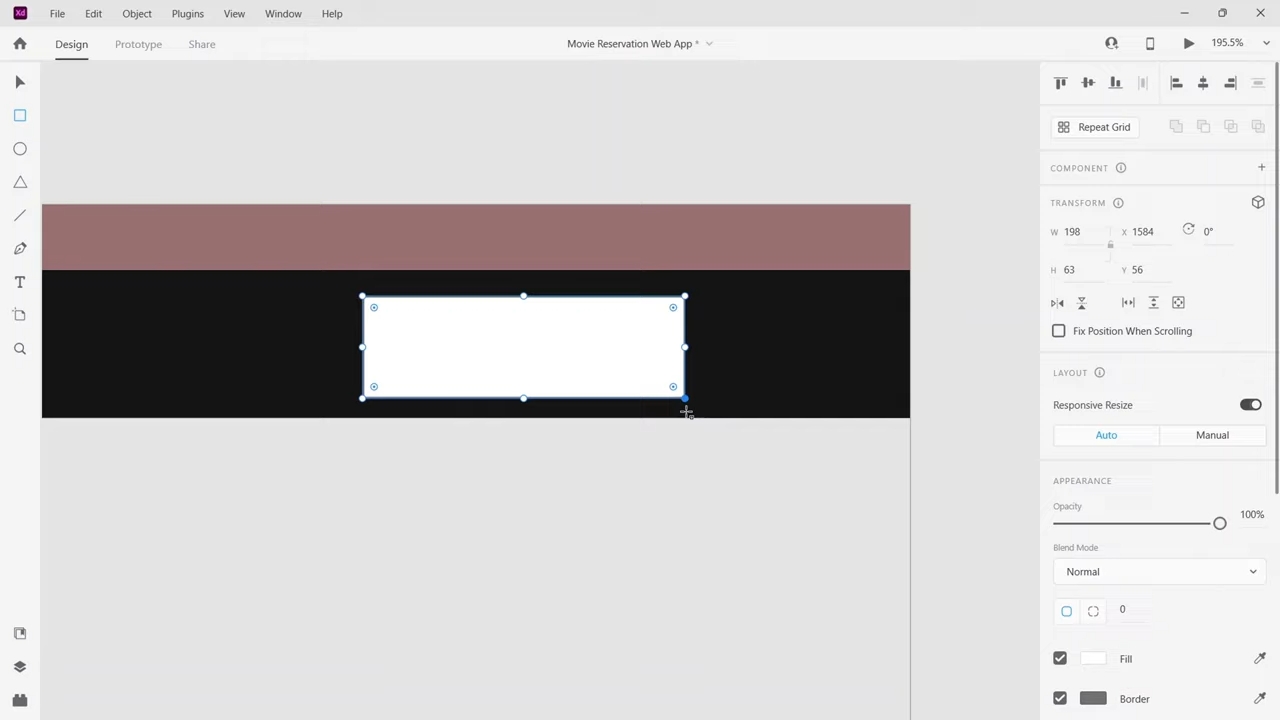 Xd File Edit Object Plugins View Window Help
Design Prototype Share Movie Reservation Web App * 195.5%
Repeat Grid
COMPONENT
TRANSFORM
W 198 X 1584 0°
H 63 Y 56
Fix Position When Scrolling
LAYOUT
Responsive Resize
Auto Manual
APPEARANCE
Opacity
100%
Blend Mode
Normal
0
Fill
Border